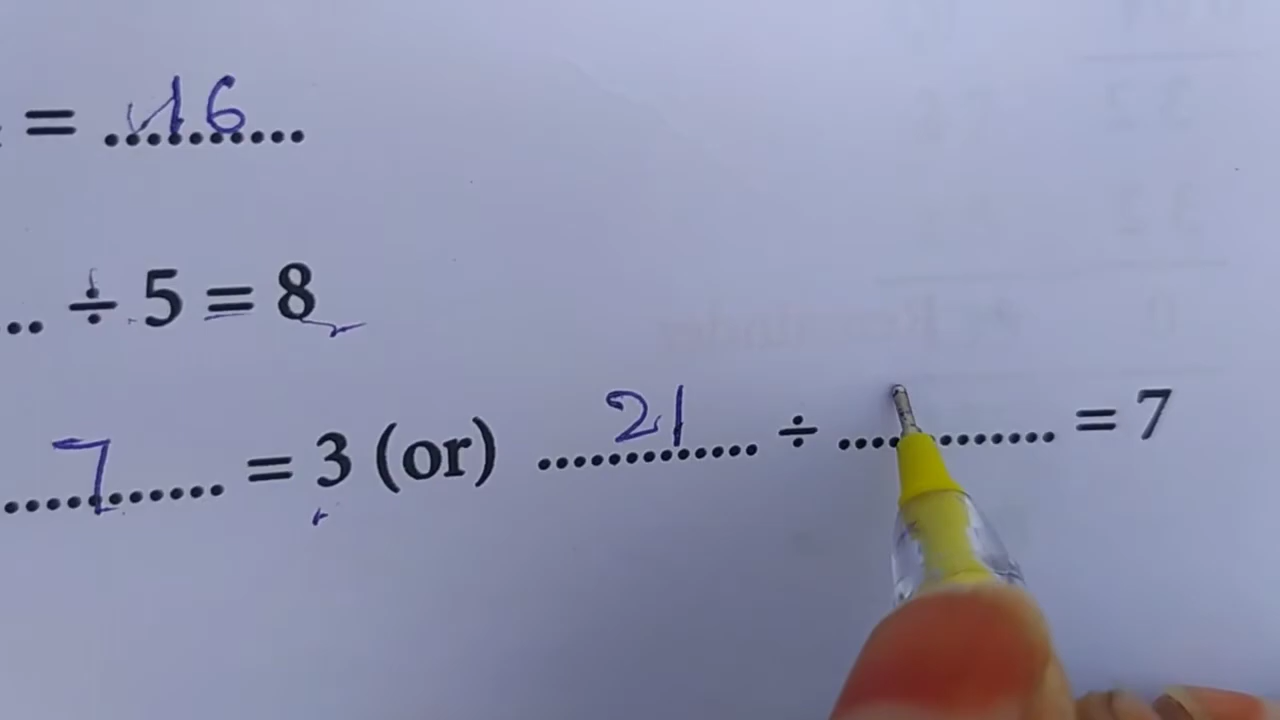 = 16
÷ 5 = 8
7 = 3 (or) 21 ÷ ............ = 7